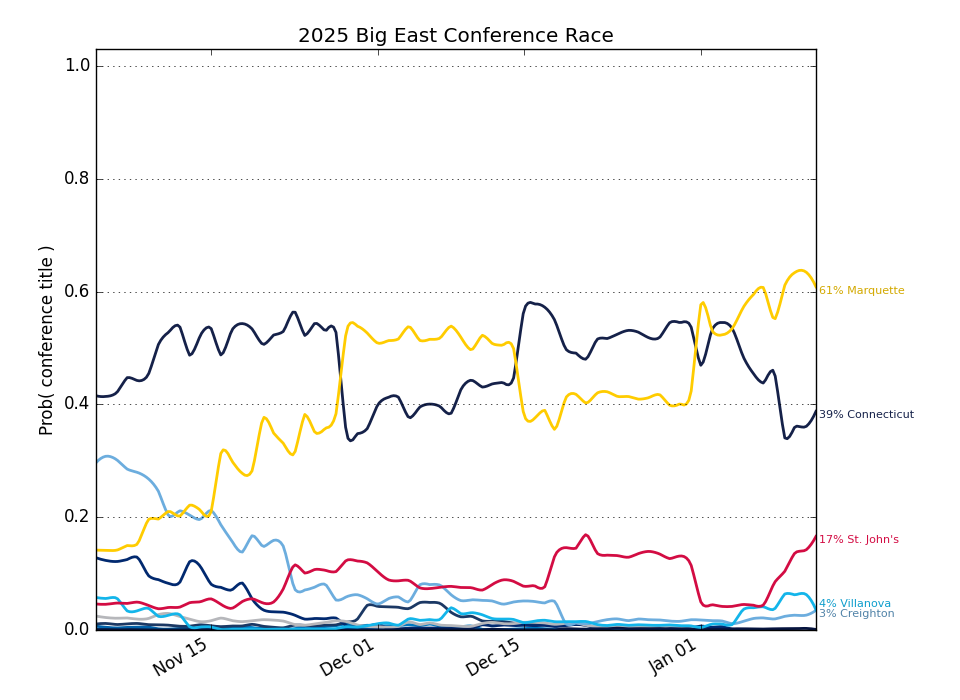 2025 Big East Conference Race
Prob( conference title )
1.0
0.8
0.6
0.4
0.2
0.0
61% Marquette
39% Connecticut
17% St. John's
4% Villanova
3% Creighton
Nov 15
Dec 01
Dec 15
Jan 01